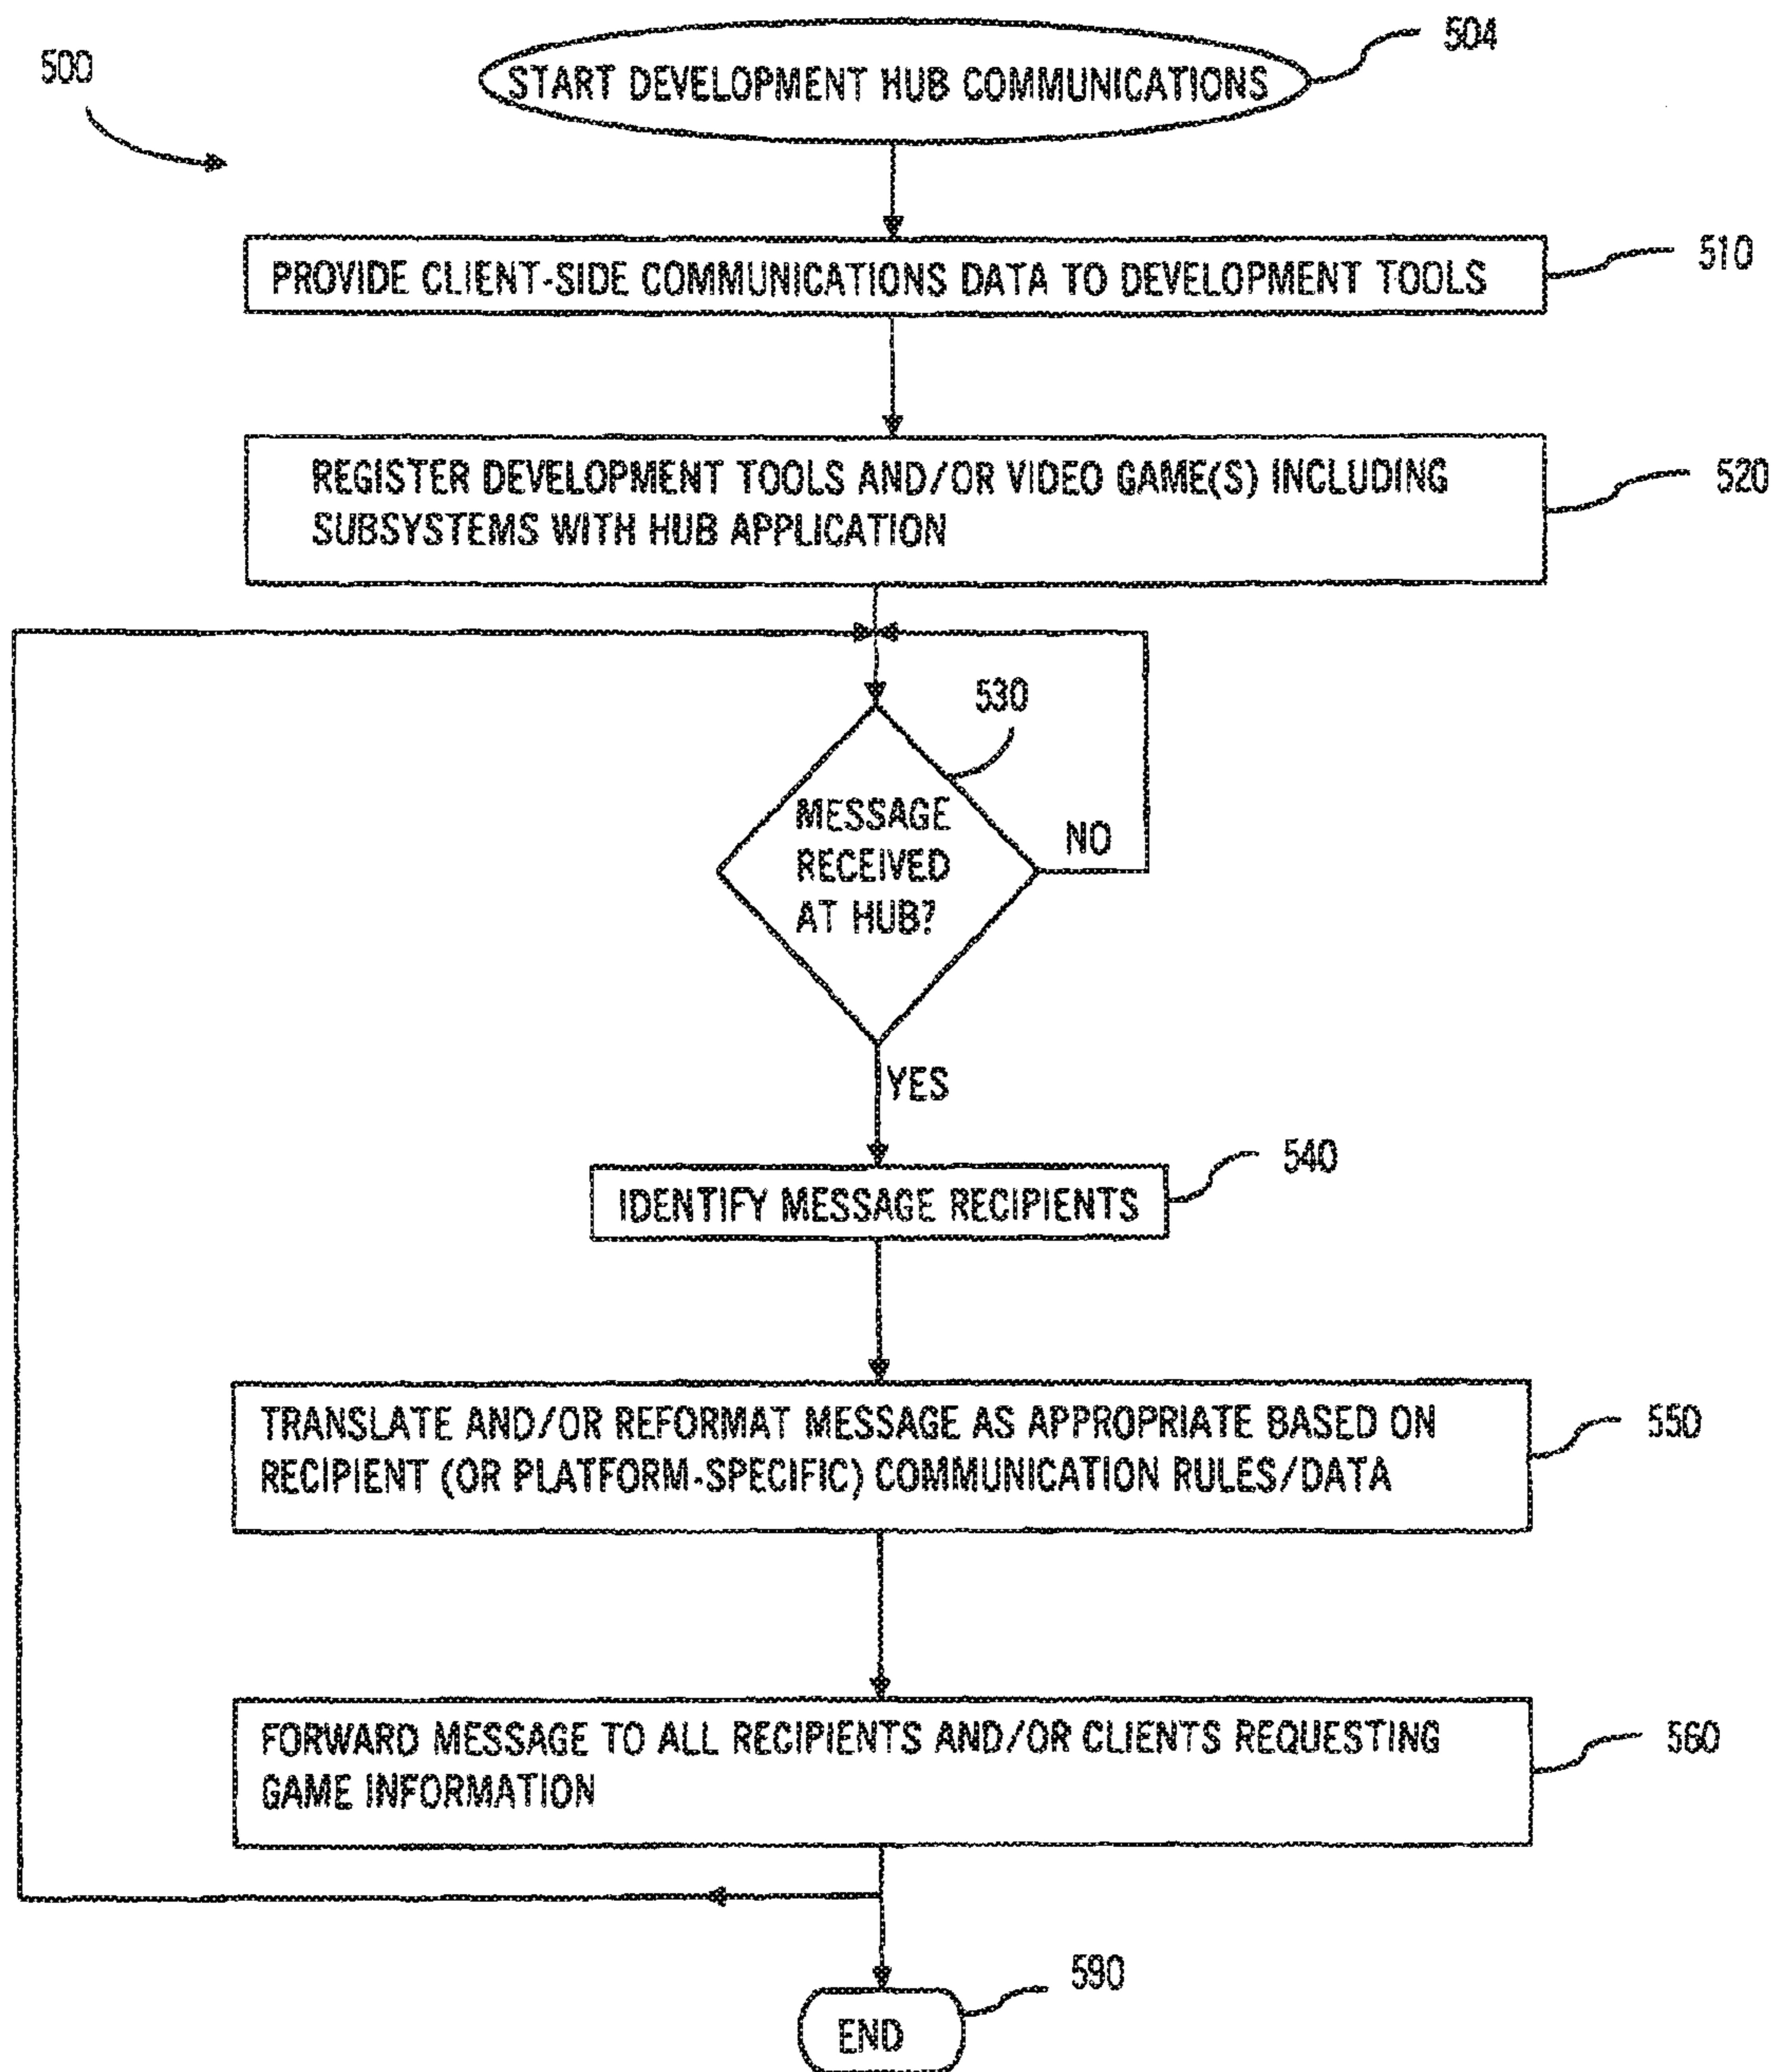 500
START DEVELOPMENT HUB COMMUNICATIONS
504
PROVIDE CLIENT-SIDE COMMUNICATIONS DATA TO DEVELOPMENT TOOLS
510
REGISTER DEVELOPMENT TOOLS AND/OR VIDEO GAME(S) INCLUDING
SUBSYSTEMS WITH HUB APPLICATION
520
530
MESSAGE
RECEIVED
AT HUB?
NO
YES
IDENTIFY MESSAGE RECIPIENTS
540
TRANSLATE AND/OR REFORMAT MESSAGE AS APPROPRIATE BASED ON
RECIPIENT (OR PLATFORM-SPECIFIC) COMMUNICATION RULES/DATA
550
FORWARD MESSAGE TO ALL RECIPIENTS AND/OR CLIENTS REQUESTING
GAME INFORMATION
560
END
590